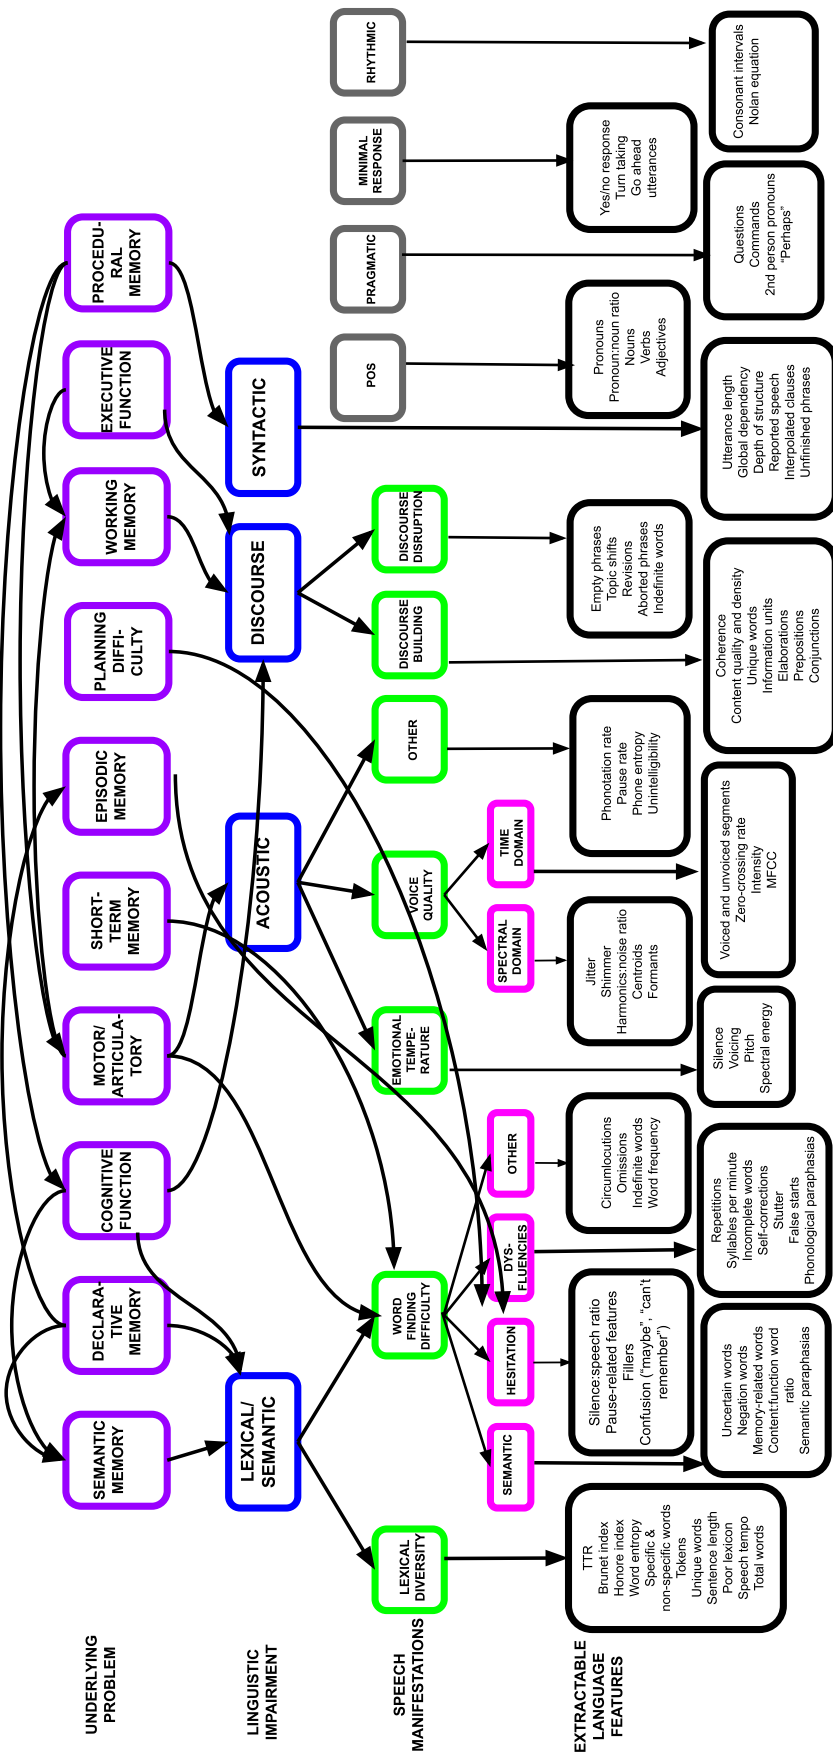 UNDERLYING
PROBLEM
SEMANTIC
MEMORY
DECLARA-
TIVE
MEMORY
COGNITIVE
FUNCTION
MOTOR/
ARTICULA-
TORY
SHORT-
TERM
MEMORY
EPISODIC
MEMORY
PLANNING
DIFFI-
CULTY
WORKING
MEMORY
EXECUTIVE
FUNCTION
PROCEDU-
RAL
MEMORY
LINGUISTIC
IMPAIRMENT
LEXICAL/
SEMANTIC
ACOUSTIC
DISCOURSE
SYNTACTIC
SPEECH
MANIFESTATIONS
LEXICAL
DIVERSITY
WORD
FINDING
DIFFICULTY
EMOTIONAL
TEMPE-
RATURE
VOICE
QUALITY
OTHER
DISCOURSE
BUILDING
DISCOURSE
DISRUPTION
POS
PRAGMATIC
MINIMAL
RESPONSE
RHYTHMIC
SEMANTIC
HESITATION
DYS-
FLUENCIES
OTHER
SPECTRAL
DOMAIN
TIME
DOMAIN
EXTRACTABLE
LANGUAGE
FEATURES
TTR
Brunet index
Honore index
Word entropy
Specific &
non-specific words
Tokens
Unique words
Sentence length
Poor lexicon
Speech tempo
Total words
Silence:speech ratio
Pause-related features
Fillers
Confusion ("maybe", "can't
remember")
Circumlocutions
Omissions
Indefinite words
Word frequency
Jitter
Shimmer
Harmonics:noise ratio
Centroids
Formants
Phonotation rate
Pause rate
Phone entropy
Unintelligibility
Empty phrases
Topic shifts
Revisions
Aborted phrases
Indefinite words
Pronouns
Pronoun:noun ratio
Nouns
Verbs
Adjectives
Yes/no response
Turn taking
Go ahead
utterances
Uncertain words
Negation words
Memory-related words
Content:function word
ratio
Semantic paraphasias
Repetitions
Syllables per minute
Incomplete words
Self-corrections
Stutter
False starts
Phonological paraphasias
Silence
Voicing
Pitch
Spectral energy
Voiced and unvoiced segments
Zero-crossing rate
Intensity
MFCC
Coherence
Content quality and density
Unique words
Information units
Elaborations
Prepositions
Conjunctions
Utterance length
Global dependency
Depth of structure
Reported speech
Interpolated clauses
Unfinished phrases
Questions
Commands
2nd person pronouns
"Perhaps"
Consonant intervals
Nolan equation